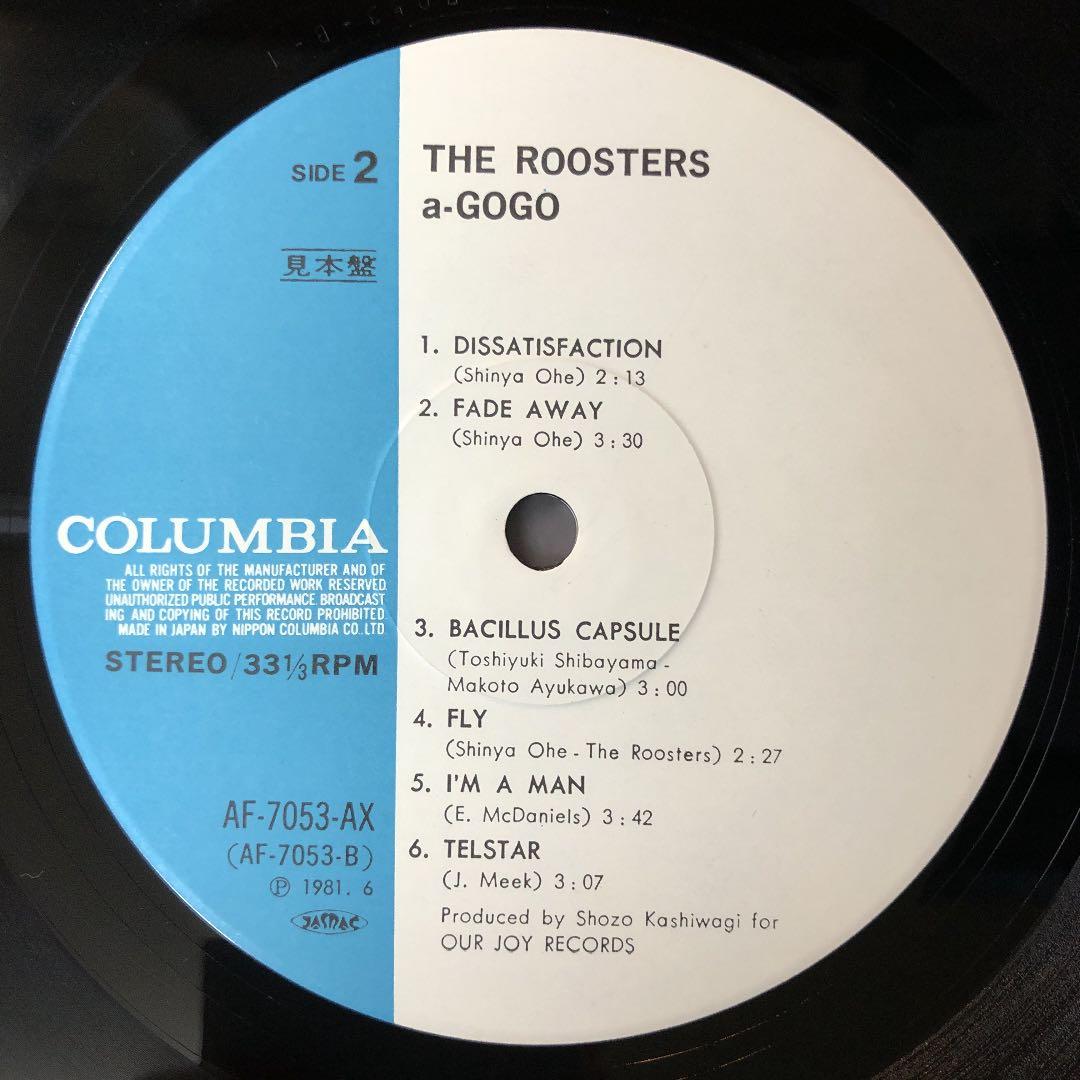 SIDE 2
見本盤
THE ROOSTERS
a-GOGO
1. DISSATISFACTION
(Shinya Ohe) 2:13
2. FADE AWAY
(Shinya Ohe) 3:30
3. BACILLUS CAPSULE
(Toshiyuki Shibayama -
Makoto Ayukawa) 3:00
4. FLY
(Shinya Ohe - The Roosters) 2:27
5. I'M A MAN
(E. McDaniels) 3:42
6. TELSTAR
(J. Meek) 3:07
Produced by Shozo Kashiwagi for
OUR JOY RECORDS
COLUMBIA
ALL RIGHTS OF THE MANUFACTURER AND OF
THE OWNER OF THE RECORDED WORK RESERVED.
UNAUTHORIZED PUBLIC PERFORMANCE. BROADCAST
ING AND COPYING OF THIS RECORD PROHIBITED
MADE IN JAPAN BY NIPPON COLUMBIA CO., LTD
STEREO/33⅓RPM
AF-7053-AX
(AF-7053-B)
Ⓟ 1981. 6
JASRAC